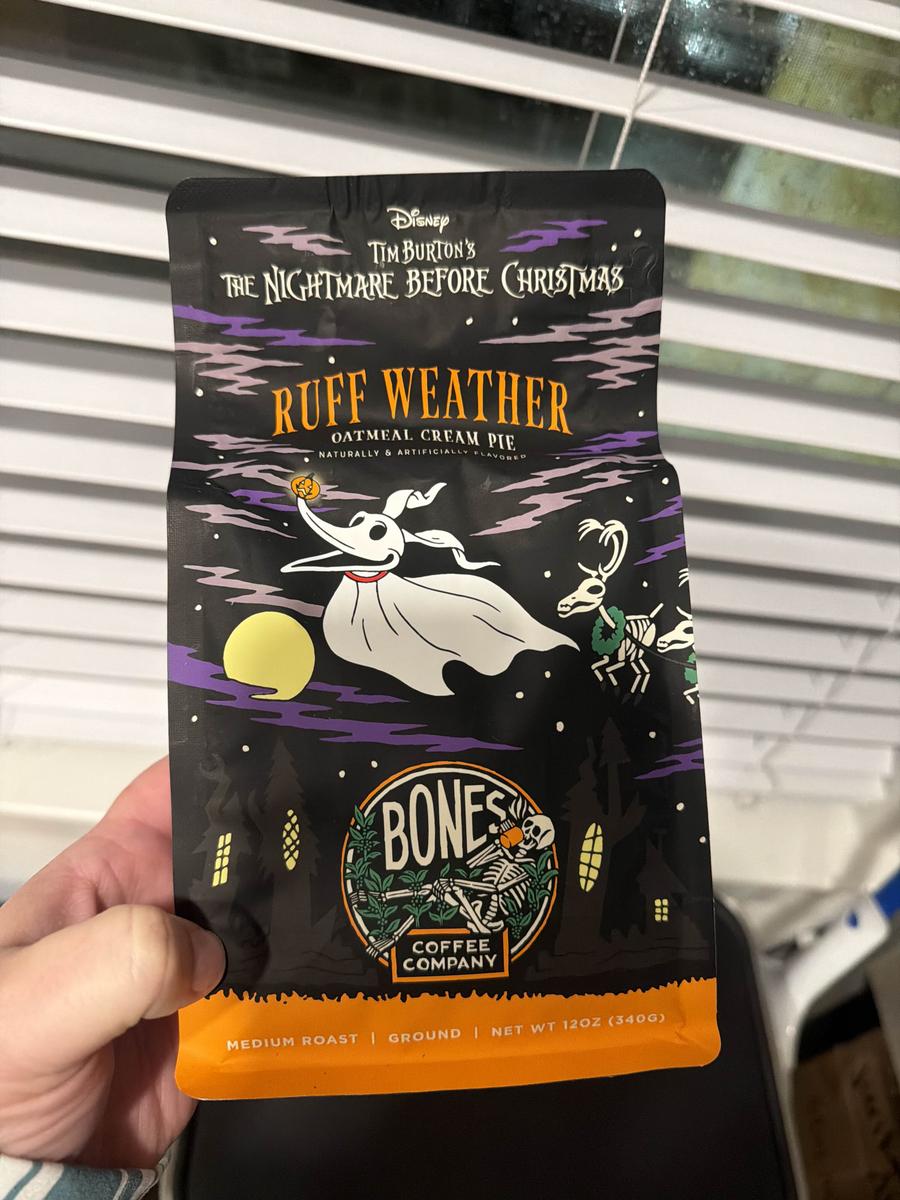 Disney
TIM BURTON'S
THE NIGHTMARE BEFORE CHRISTMAS
RUFF WEATHER
OATMEAL CREAM PIE
NATURALLY & ARTIFICIALLY FLAVORED
BONES
COFFEE
COMPANY
MEDIUM ROAST | GROUND | NET WT 12OZ (340G)